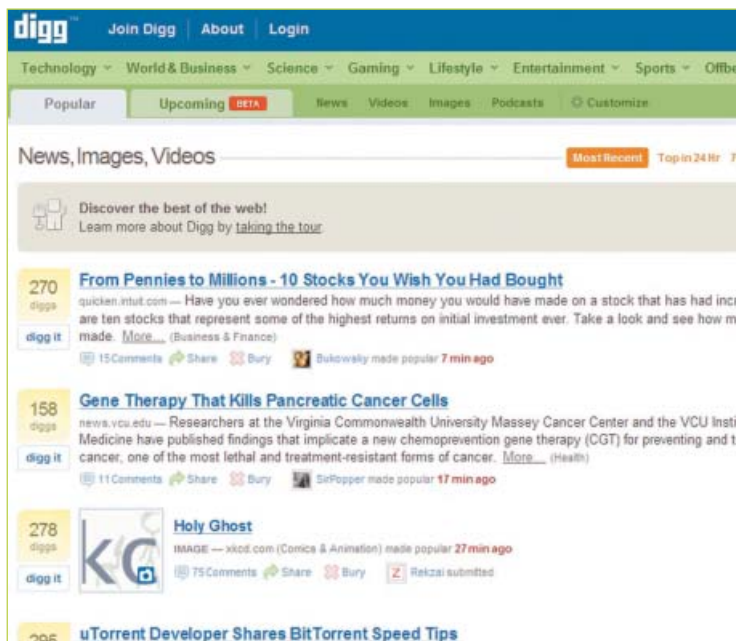 digg™ Join Digg About Login
Technology World & Business Science Gaming Lifestyle Entertainment Sports Offbe
Popular Upcoming BETA News Videos Images Podcasts Customize
News, Images, Videos Most Recent Top in 24 Hr 7
Discover the best of the web!
Learn more about Digg by taking the tour.
270 diggs digg it
From Pennies to Millions - 10 Stocks You Wish You Had Bought
quicken.intuit.com — Have you ever wondered how much money you would have made on a stock that has had incr
are ten stocks that represent some of the highest returns on initial investment ever. Take a look and see how m
made. More... (Business & Finance)
15 Comments Share Bury Bukowsky made popular 7 min ago
158 diggs digg it
Gene Therapy That Kills Pancreatic Cancer Cells
news.vcu.edu — Researchers at the Virginia Commonwealth University Massey Cancer Center and the VCU Insti
Medicine have published findings that implicate a new chemoprevention gene therapy (CGT) for preventing and t
cancer, one of the most lethal and treatment-resistant forms of cancer. More... (Health)
11 Comments Share Bury SirPopper made popular 17 min ago
278 diggs digg it
kc
Holy Ghost
IMAGE — xkcd.com (Comics & Animation) made popular 27 min ago
75 Comments Share Bury Z Rekzai submitted
295
uTorrent Developer Shares BitTorrent Speed Tips